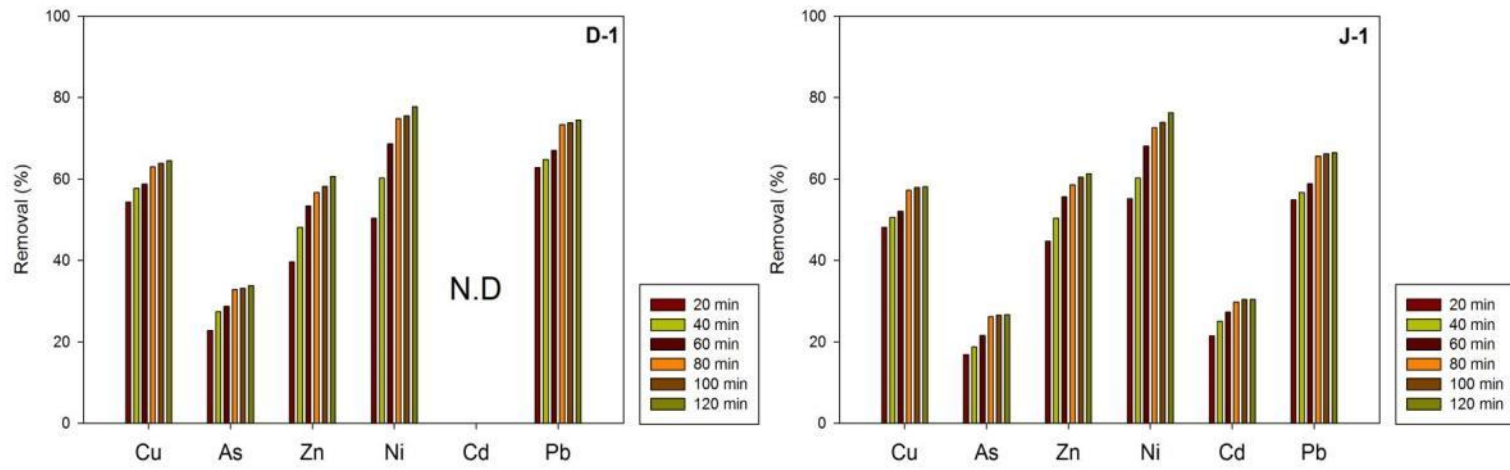 D-1
Removal (%)
100
80
60
40
20
0
N.D
Cu As Zn Ni Cd Pb
20 min
40 min
60 min
80 min
100 min
120 min
J-1
Removal (%)
100
80
60
40
20
0
Cu As Zn Ni Cd Pb
20 min
40 min
60 min
80 min
100 min
120 min